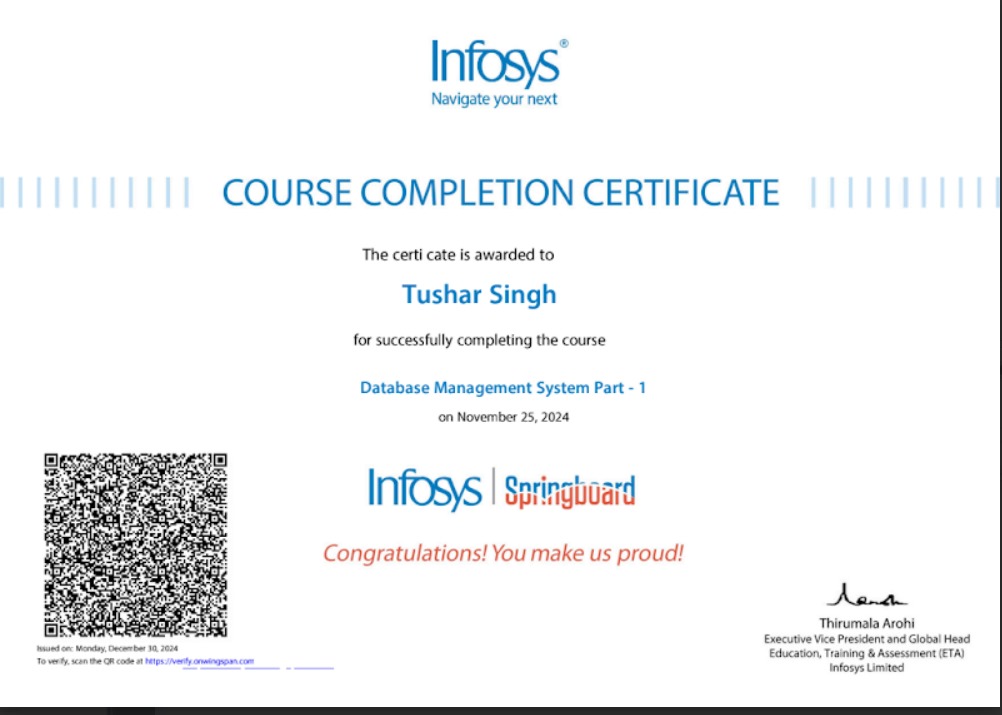 Infosys®
Navigate your next
COURSE COMPLETION CERTIFICATE
The certi cate is awarded to
Tushar Singh
for successfully completing the course
Database Management System Part - 1
on November 25, 2024
Infosys | Springboard
Congratulations! You make us proud!
Issued on: Monday, December 30, 2024
To verify, scan the QR code at https://verify.onwingspan.com
Thirumala Arohi
Executive Vice President and Global Head
Education, Training & Assessment (ETA)
Infosys Limited